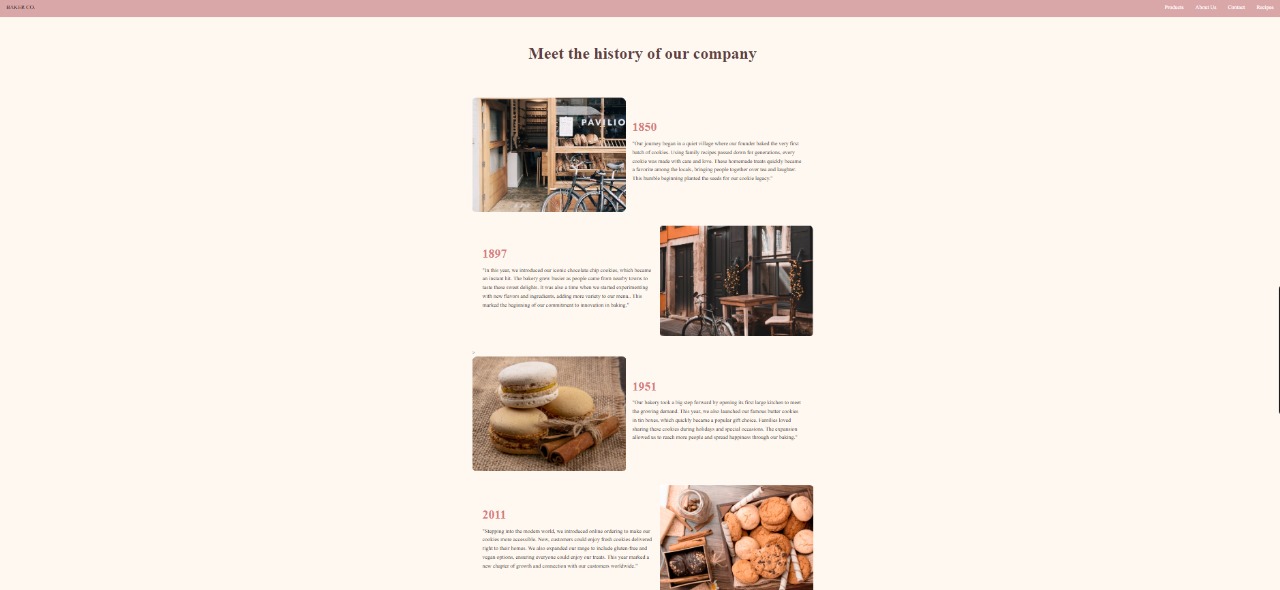 BAKER CO.
Products
About Us
Contact
Recipes
Meet the history of our company
PAVILIO
1850
"Our journey began in a quiet village where our founder baked the very first
batch of cookies. Using family recipes passed down for generations, every
cookie was made with care and love. These homemade treats quickly became
a favorite among the locals, bringing people together over tea and laughter.
This humble beginning planted the seeds for our cookie legacy."
1897
"In this year, we introduced our iconic chocolate chip cookies, which became
an instant hit. The bakery grew busier as people came from nearby towns to
taste these sweet delights. It was also a time when we started experimenting
with new flavors and ingredients, adding more variety to our menu.. This
marked the beginning of our commitment to innovation in baking."
>
1951
"Our bakery took a big step forward by opening its first large kitchen to meet
the growing demand. This year, we also launched our famous butter cookies
in tin boxes, which quickly became a popular gift choice. Families loved
sharing these cookies during holidays and special occasions. The expansion
allowed us to reach more people and spread happiness through our baking."
2011
"Stepping into the modern world, we introduced online ordering to make our
cookies more accessible. Now, customers could enjoy fresh cookies delivered
right to their homes. We also expanded our range to include gluten-free and
vegan options, ensuring everyone could enjoy our treats. This year marked a
new chapter of growth and connection with our customers worldwide."